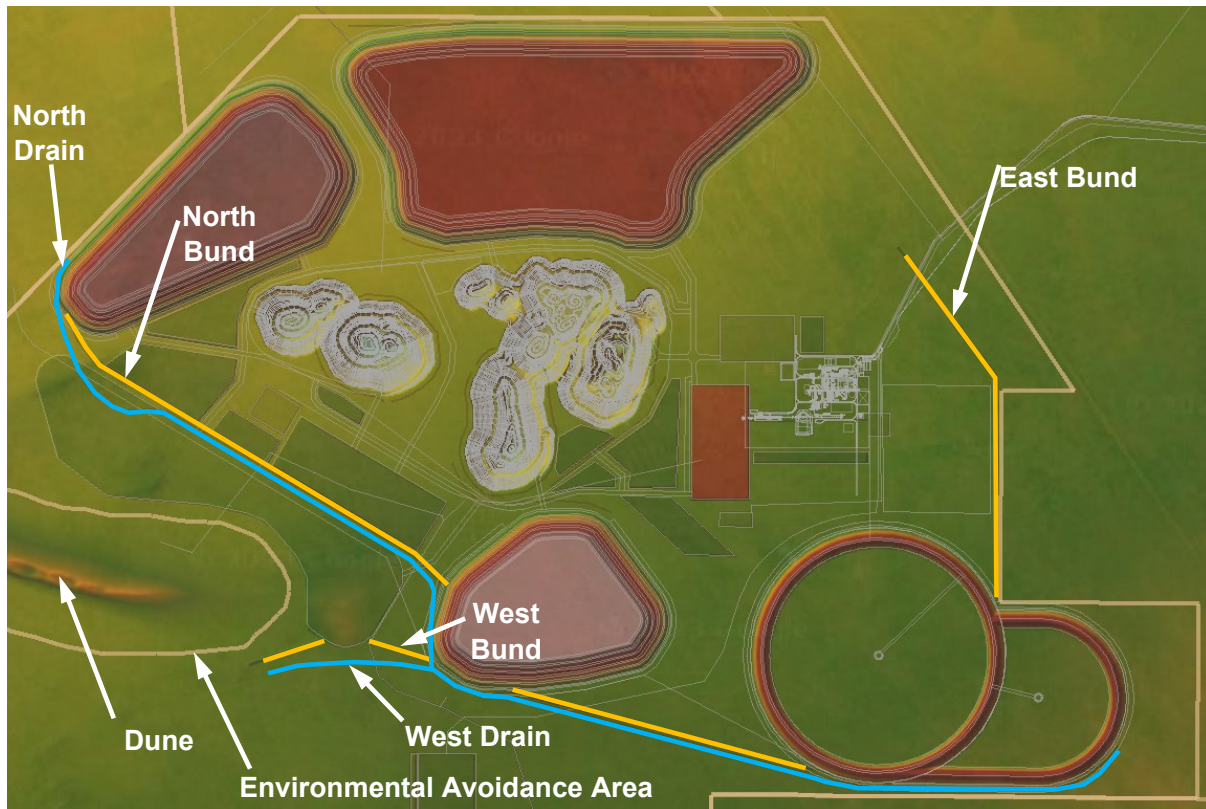 North
Drain
North
Bund
East Bund
West
Bund
Dune
West Drain
Environmental Avoidance Area